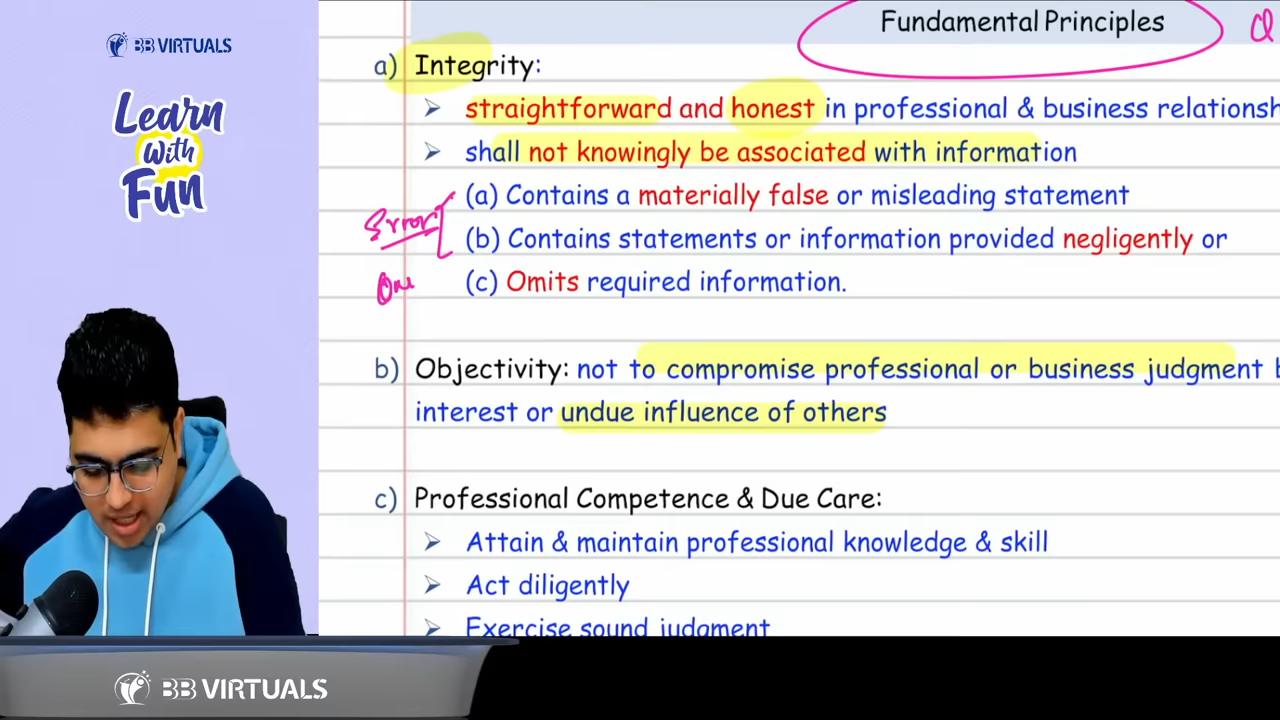 BB VIRTUALS
Learn
With
Fun
Fundamental Principles
a) Integrity:
straightforward and honest in professional & business relationsh
shall not knowingly be associated with information
(a) Contains a materially false or misleading statement
Error
(b) Contains statements or information provided negligently or
(c) Omits required information.
b) Objectivity: not to compromise professional or business judgment b
interest or undue influence of others
c) Professional Competence & Due Care:
Attain & maintain professional knowledge & skill
Act diligently
Exercise sound judgment
BB VIRTUALS